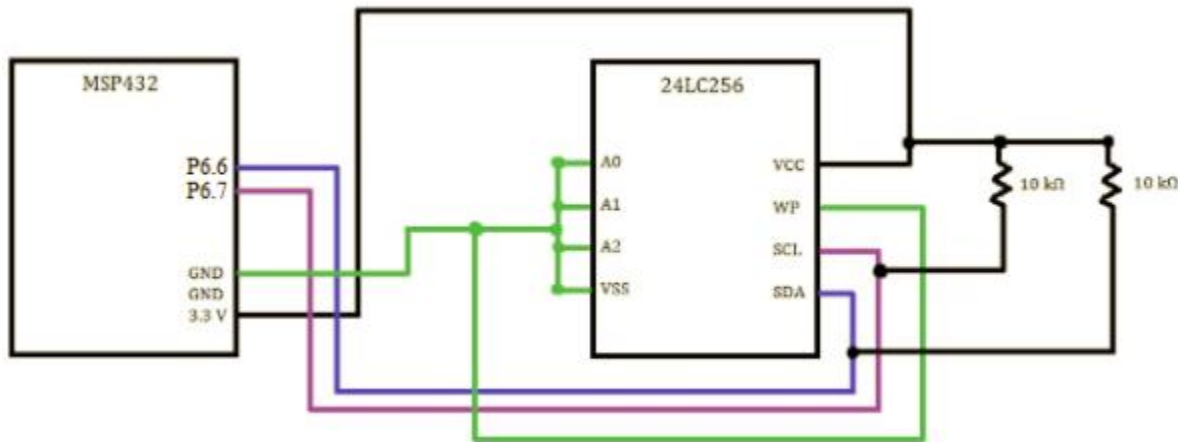 MSP432
P6.6
P6.7
GND
GND
3.3 V
24LC256
A0
A1
A2
VSS
VCC
WP
SCL
SDA
10 kΩ
10 kΩ